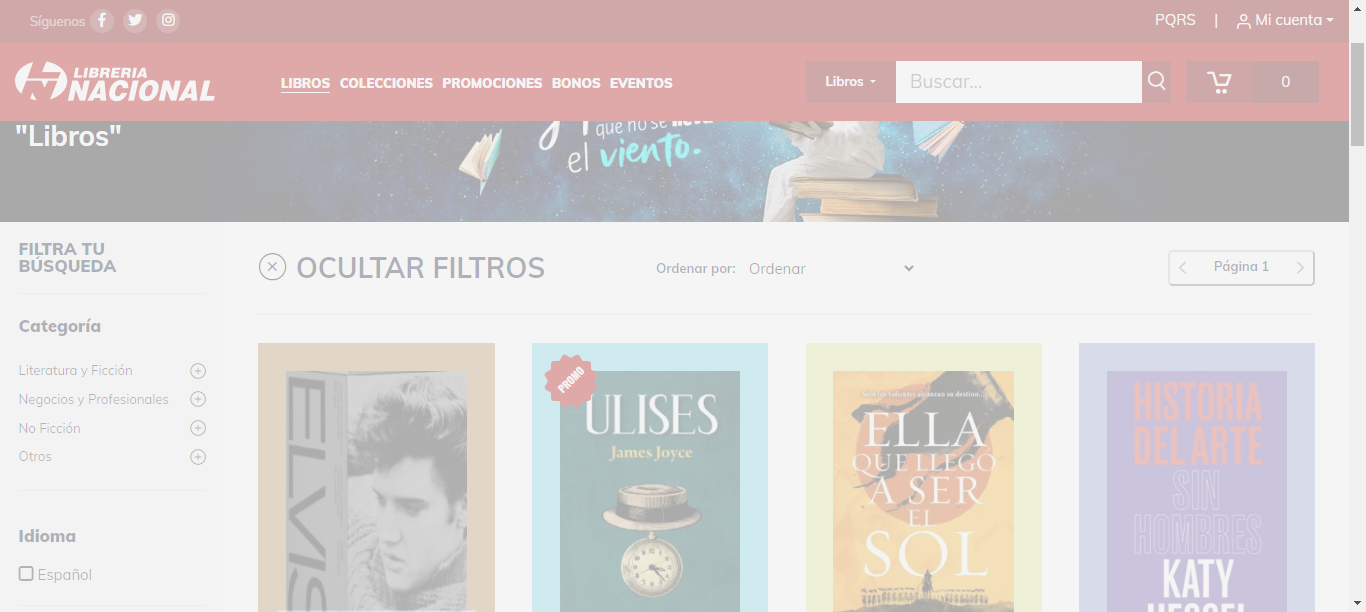 Síguenos
PQRS | Mi cuenta
LIBRERIA
NACIONAL
LIBROS COLECCIONES PROMOCIONES BONOS EVENTOS
Libros
Buscar...
0
"Libros"
que no se
el viento.
FILTRA TU
BÚSQUEDA
OCULTAR FILTROS
Ordenar por: Ordenar
Página 1
Categoría
Literatura y Ficción
Negocios y Profesionales
No Ficción
Otros
Idioma
Español
ELVIS
PROMO
ULISES
James Joyce
Solo los valientes alcanzan su destino...
ELLA
QUE LLEGÓ
A SER
EL
SOL
HISTORIA
DEL ARTE
SIN
HOMBRES
KATY
HESSEL